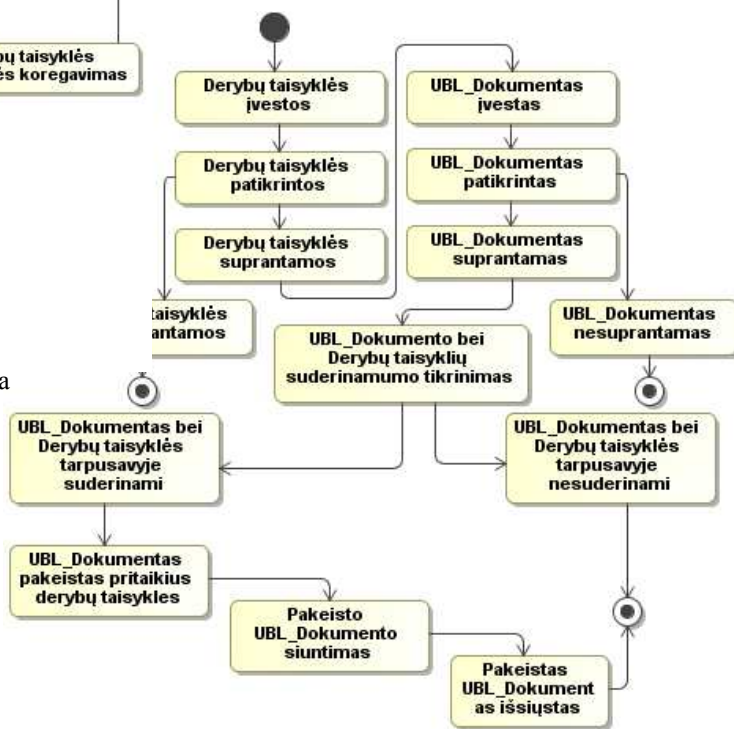 taisyklės
ės koregavimas
Derybų taisyklės
įvestos
UBL_Dokumentas
įvestas
Derybų taisyklės
patikrintos
UBL_Dokumentas
patikrintas
Derybų taisyklės
suprantamos
UBL_Dokumentas
suprantamas
taisyklės
antamos
UBL_Dokumento bei
Derybų taisyklių
suderinamumo tikrinimas
UBL_Dokumentas
nesuprantamas
a
UBL_Dokumentas bei
Derybų taisyklės
tarpusavyje
suderinami
UBL_Dokumentas bei
Derybų taisyklės
tarpusavyje
nesuderinami
UBL_Dokumentas
pakeistas pritaikius
derybų taisykles
Pakeisto
UBL_Dokumento
siuntimas
Pakeistas
UBL_Dokument
as išsiųstas